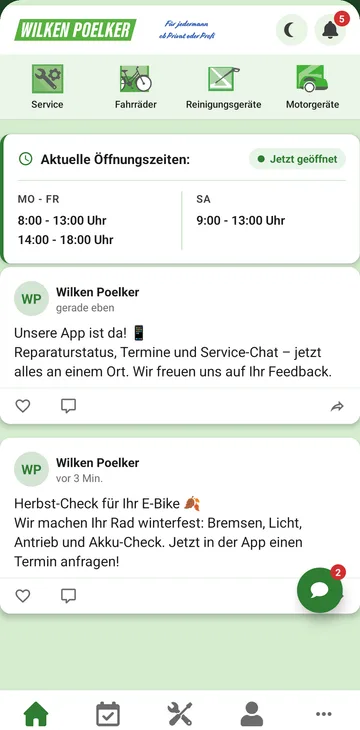 WILKEN POELKER
Für jedermann
ob Privat oder Profi
5
Service
Fahrräder
Reinigungsgeräte
Motorgeräte
Aktuelle Öffnungszeiten:
Jetzt geöffnet
MO - FR
8:00 - 13:00 Uhr
14:00 - 18:00 Uhr
SA
9:00 - 13:00 Uhr
WP
Wilken Poelker
gerade eben
Unsere App ist da! 📱
Reparaturstatus, Termine und Service-Chat – jetzt
alles an einem Ort. Wir freuen uns auf Ihr Feedback.
WP
Wilken Poelker
vor 3 Min.
Herbst-Check für Ihr E-Bike 🍂
Wir machen Ihr Rad winterfest: Bremsen, Licht,
Antrieb und Akku-Check. Jetzt in der App einen
Termin anfragen!
2